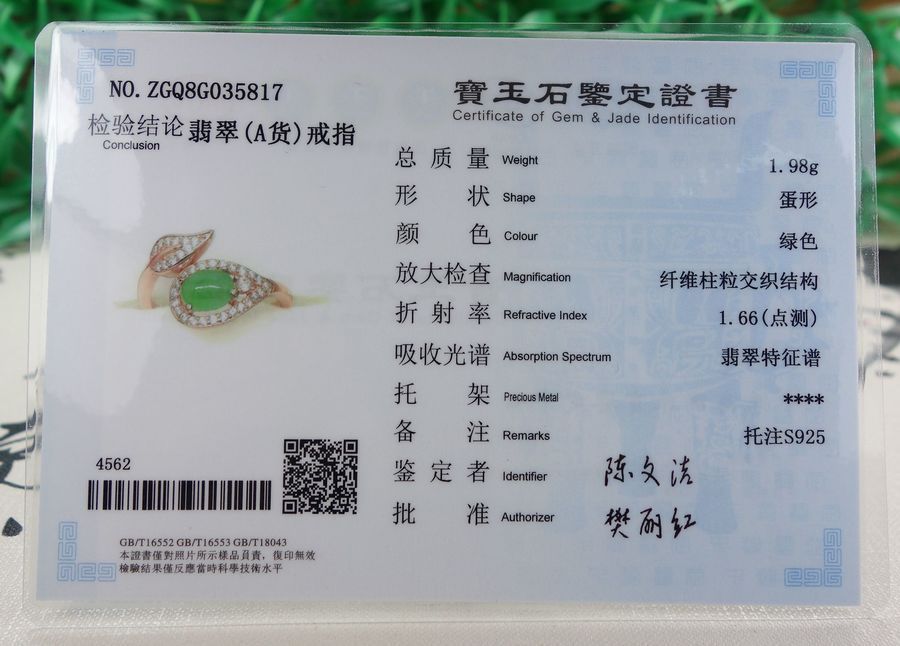 NO. ZGQ8G035817
检验结论 翡翠(A货)戒指
Conclusion
4562
GB/T16552 GB/T16553 GB/T18043
本證書僅對照片所示樣品負責，復印無效
檢驗結果僅反應當時科學技術水平
寶玉石鑒定證書
Certificate of Gem & Jade Identification
总质量 Weight 1.98g
形状 Shape 蛋形
颜色 Colour 绿色
放大检查 Magnification 纤维柱粒交织结构
折射率 Refractive Index 1.66(点测)
吸收光谱 Absorption Spectrum 翡翠特征谱
托架 Precious Metal ****
备注 Remarks 托注S925
鉴定者 Identifier 陈文洁
批准 Authorizer 樊丽红